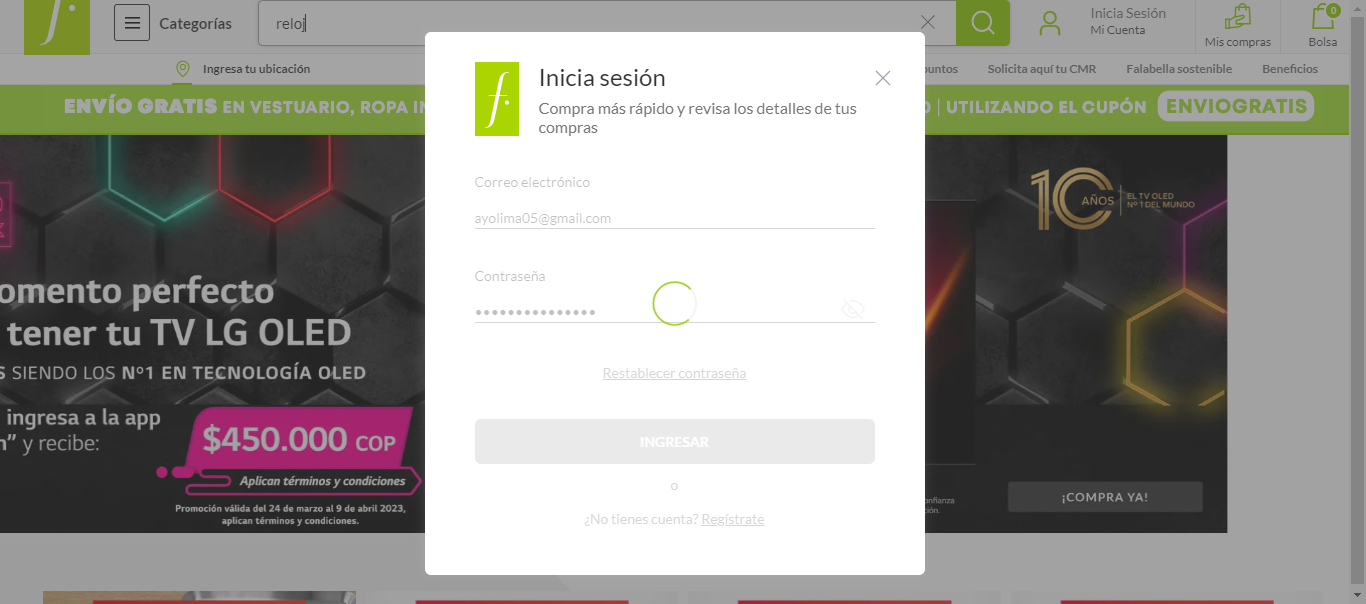 Categorías
reloj
Inicia Sesión
Mi Cuenta
Mis compras
0
Bolsa
Ingresa tu ubicación
puntos
Solicita aquí tu CMR
Falabella sostenible
Beneficios
ENVÍO GRATIS EN VESTUARIO, ROPA IN
| UTILIZANDO EL CUPÓN ENVIOGRATIS
f.
Inicia sesión
Compra más rápido y revisa los detalles de tus
compras
Correo electrónico
ayolima05@gmail.com
Contraseña
•••••••••••••••
Restablecer contraseña
INGRESAR
o
¿No tienes cuenta? Regístrate
omento perfecto
tener tu TV LG OLED
S SIENDO LOS Nº1 EN TECNOLOGÍA OLED
ingresa a la app
n” y recibe:
$450.000 COP
Aplican términos y condiciones
Promoción válida del 24 de marzo al 9 de abril 2023,
aplican términos y condiciones.
10 AÑOS
EL TV OLED
Nº1 DEL MUNDO
¡COMPRA YA!